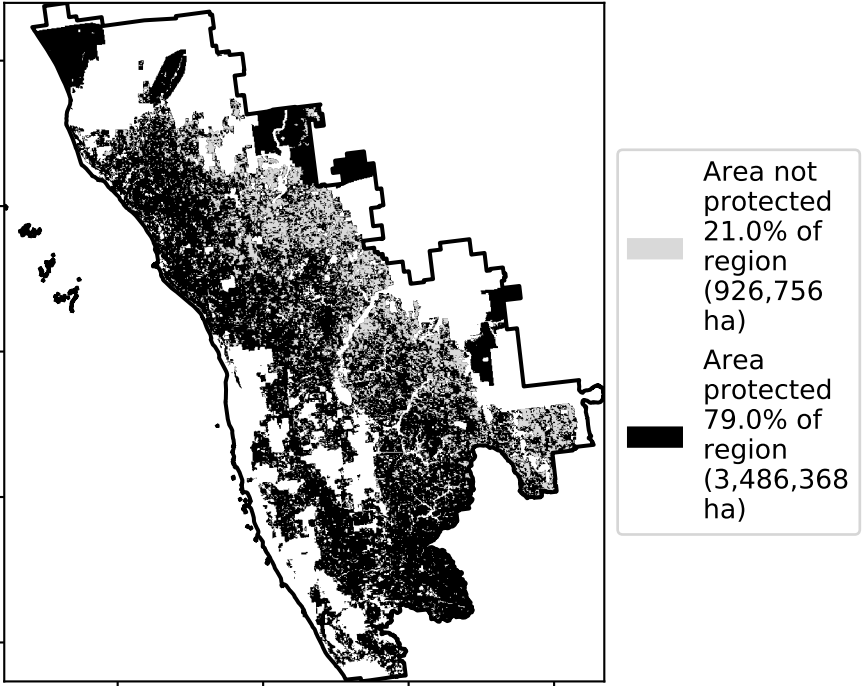 Area not
protected
21.0% of
region
(926,756
ha)
Area
protected
79.0% of
region
(3,486,368
ha)